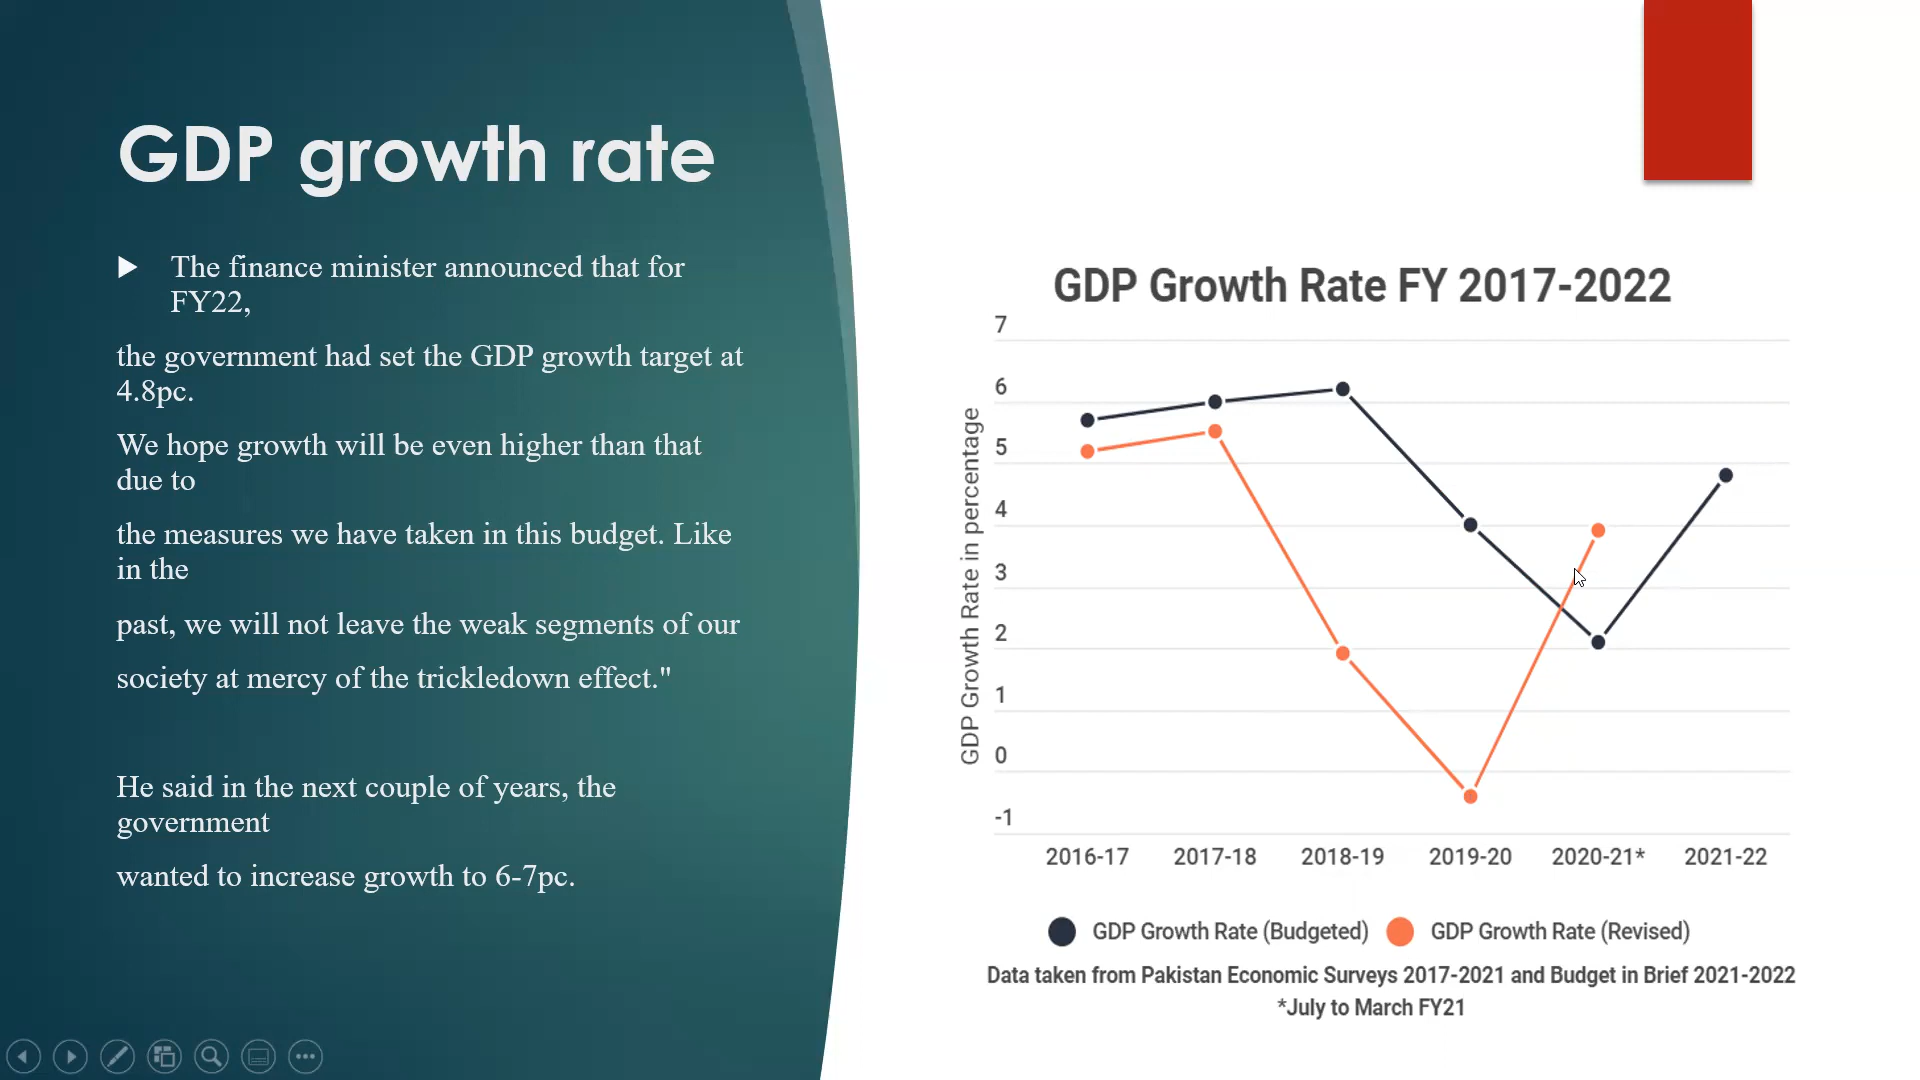 GDP growth rate
The finance minister announced that for
FY22,
the government had set the GDP growth target at
4.8pc.
We hope growth will be even higher than that
due to
the measures we have taken in this budget. Like
in the
past, we will not leave the weak segments of our
society at mercy of the trickledown effect."
He said in the next couple of years, the
government
wanted to increase growth to 6-7pc.
GDP Growth Rate FY 2017-2022
GDP Growth Rate in percentage
7
6
5
4
3
2
1
0
-1
2016-17 2017-18 2018-19 2019-20 2020-21* 2021-22
GDP Growth Rate (Budgeted) GDP Growth Rate (Revised)
Data taken from Pakistan Economic Surveys 2017-2021 and Budget in Brief 2021-2022
*July to March FY21